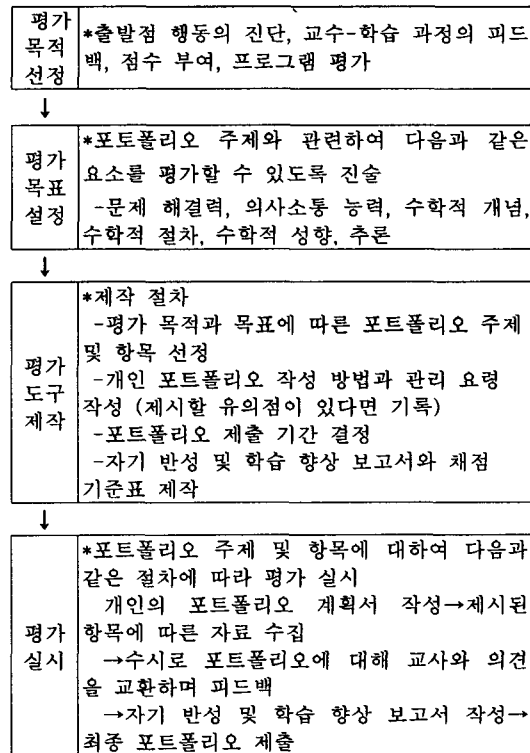 평가
목적
선정
*출발점 행동의 진단, 교수-학습 과정의 피드
백, 점수 부여, 프로그램 평가
↓
평가
목표
설정
*포토폴리오 주제와 관련하여 다음과 같은
요소를 평가할 수 있도록 진술
-문제 해결력, 의사소통 능력, 수학적 개념,
수학적 절차, 수학적 성향, 추론
↓
평가
도구
제작
*제작 절차
-평가 목적과 목표에 따른 포트폴리오 주제
및 항목 선정
-개인 포트폴리오 작성 방법과 관리 요령
작성 (제시할 유의점이 있다면 기록)
-포트폴리오 제출 기간 결정
-자기 반성 및 학습 향상 보고서와 채점
기준표 제작
↓
평가
실시
*포트폴리오 주제 및 항목에 대하여 다음과
같은 절차에 따라 평가 실시
개인의 포트폴리오 계획서 작성→제시된
항목에 따른 자료 수집
→수시로 포트폴리오에 대해 교사와 의견
을 교환하며 피드백
→자기 반성 및 학습 향상 보고서 작성→
최종 포트폴리오 제출